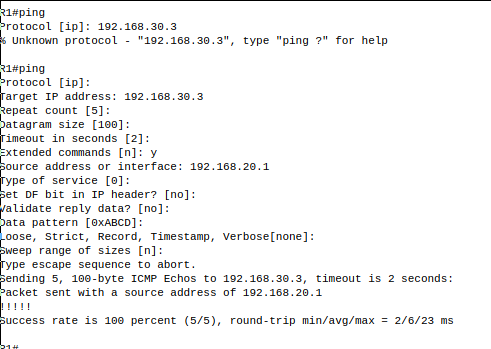 R1#ping
Protocol [ip]: 192.168.30.3
% Unknown protocol - "192.168.30.3", type "ping ?" for help
R1#ping
Protocol [ip]:
Target IP address: 192.168.30.3
Repeat count [5]:
Datagram size [100]:
Timeout in seconds [2]:
Extended commands [n]: y
Source address or interface: 192.168.20.1
Type of service [0]:
Set DF bit in IP header? [no]:
Validate reply data? [no]:
Data pattern [0xABCD]:
Loose, Strict, Record, Timestamp, Verbose[none]:
Sweep range of sizes [n]:
Type escape sequence to abort.
Sending 5, 100-byte ICMP Echos to 192.168.30.3, timeout is 2 seconds:
Packet sent with a source address of 192.168.20.1
!!!!!
Success rate is 100 percent (5/5), round-trip min/avg/max = 2/6/23 ms
R1#